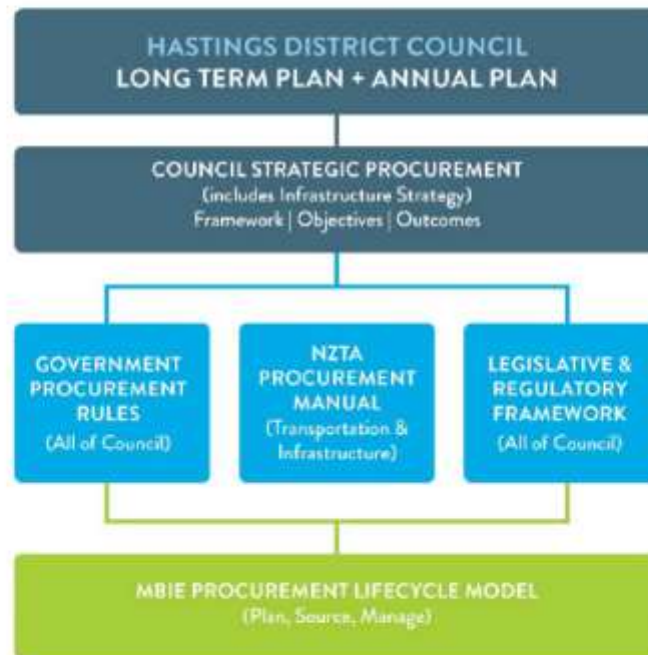 HASTINGS DISTRICT COUNCIL
LONG TERM PLAN + ANNUAL PLAN
COUNCIL STRATEGIC PROCUREMENT
(includes Infrastructure Strategy)
Framework | Objectives | Outcomes
GOVERNMENT
PROCUREMENT
RULES
(All of Council)
NZTA
PROCUREMENT
MANUAL
(Transportation &
Infrastructure)
LEGISLATIVE &
REGULATORY
FRAMEWORK
(All of Council)
MBIE PROCUREMENT LIFECYCLE MODEL
(Plan, Source, Manage)